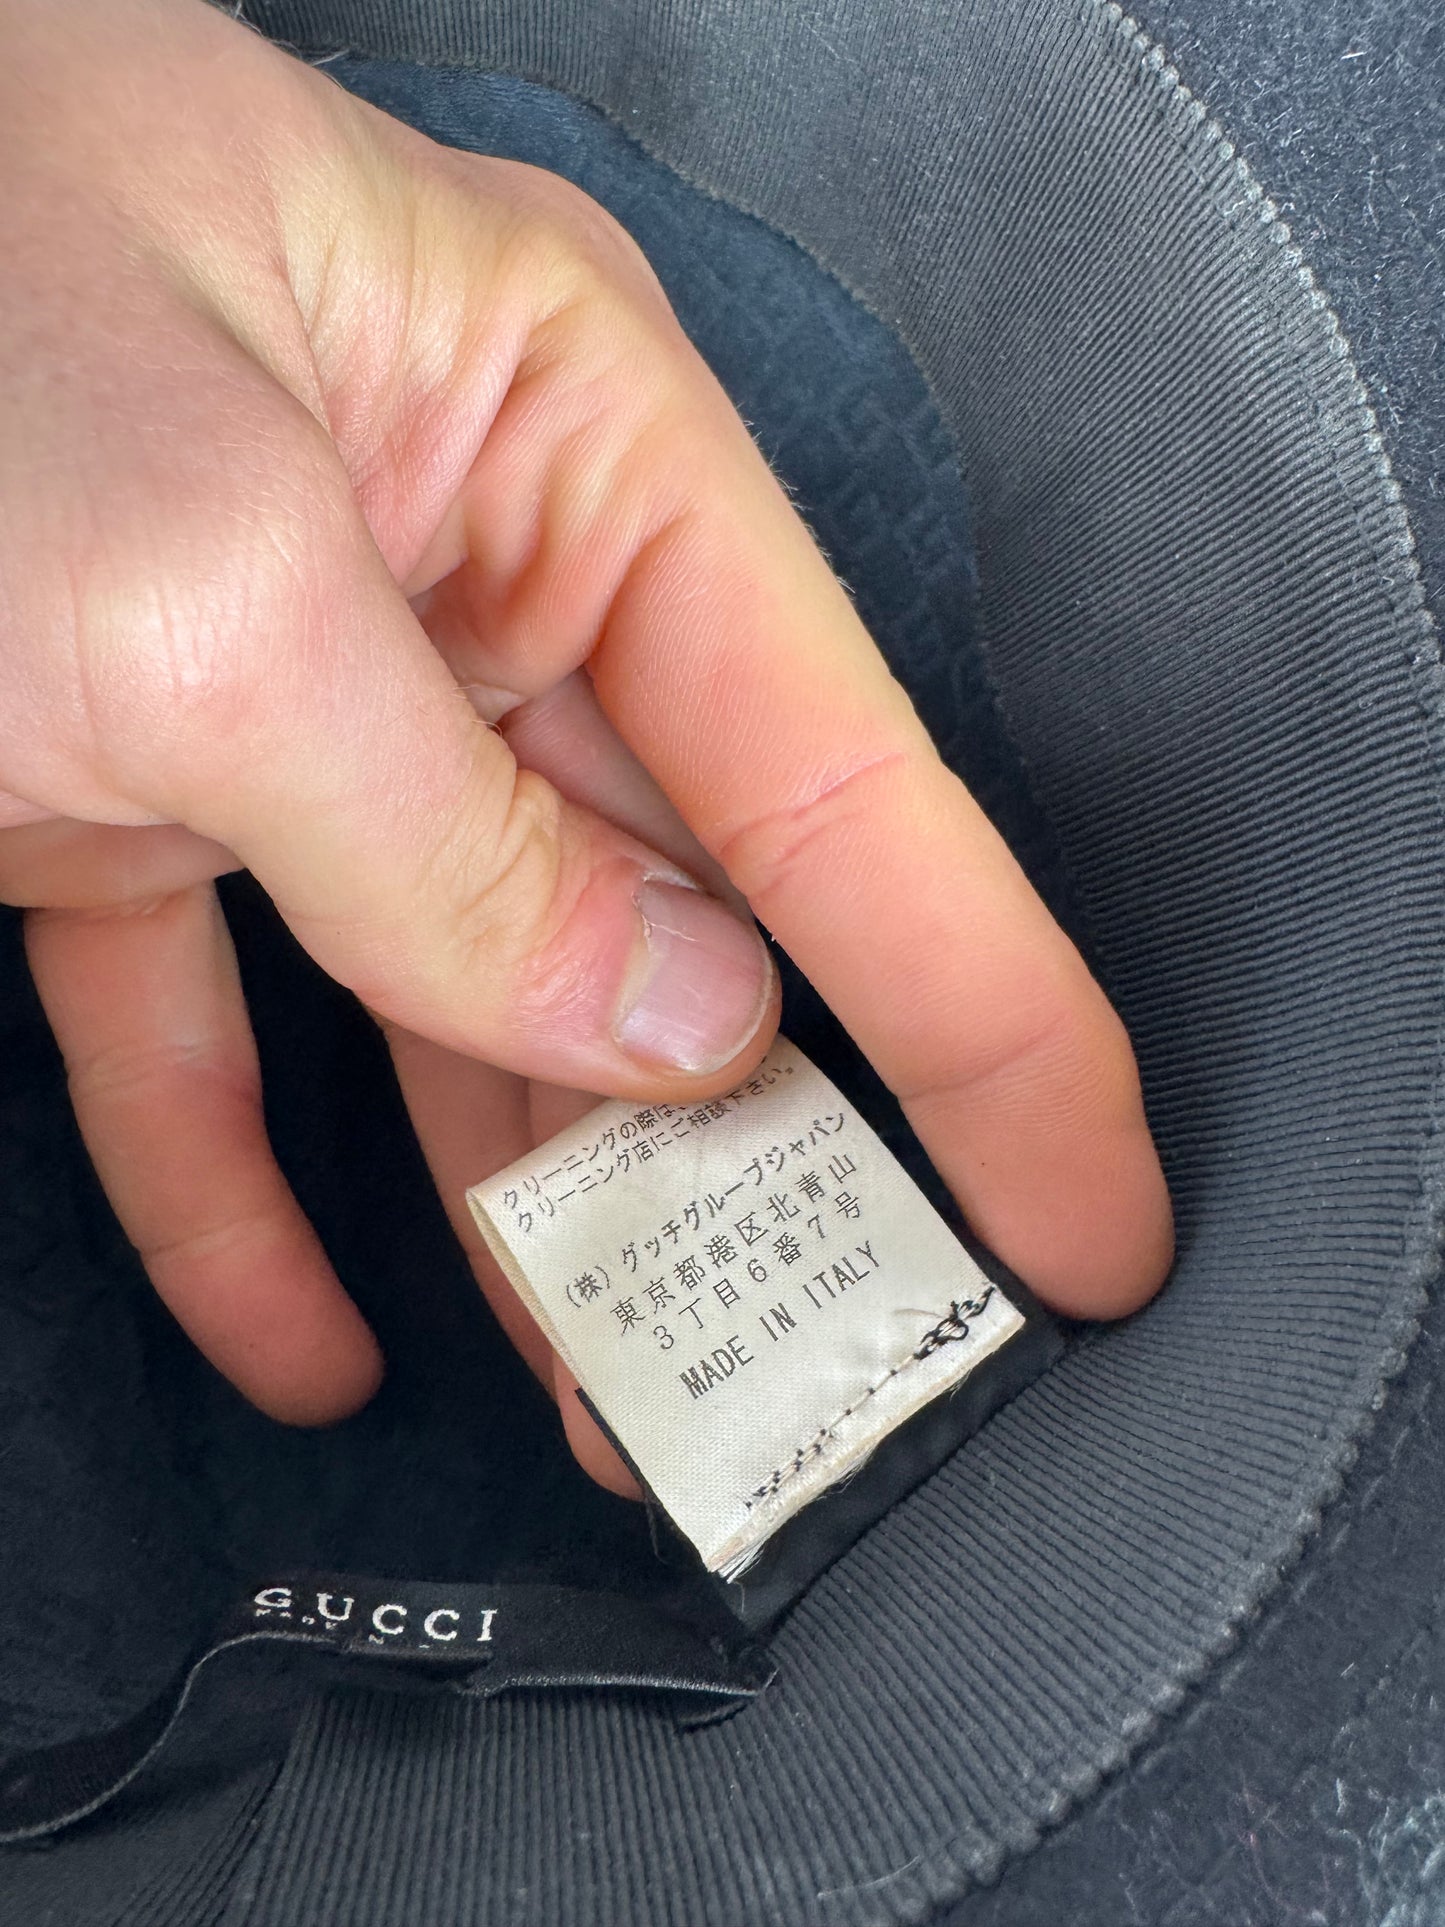 クリーニングの際は、
クリーニング店にご相談下さい。
(株)グッチグループジャパン
東京都港区北青山
3丁目6番7号
MADE IN ITALY
GUCCI